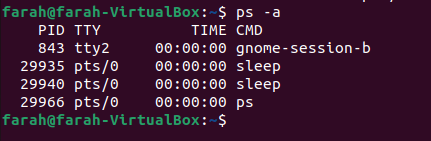 farah@farah-VirtualBox:~$ ps -a
    PID TTY          TIME CMD
    843 tty2     00:00:00 gnome-session-b
  29935 pts/0    00:00:00 sleep
  29940 pts/0    00:00:00 sleep
  29966 pts/0    00:00:00 ps
farah@farah-VirtualBox:~$